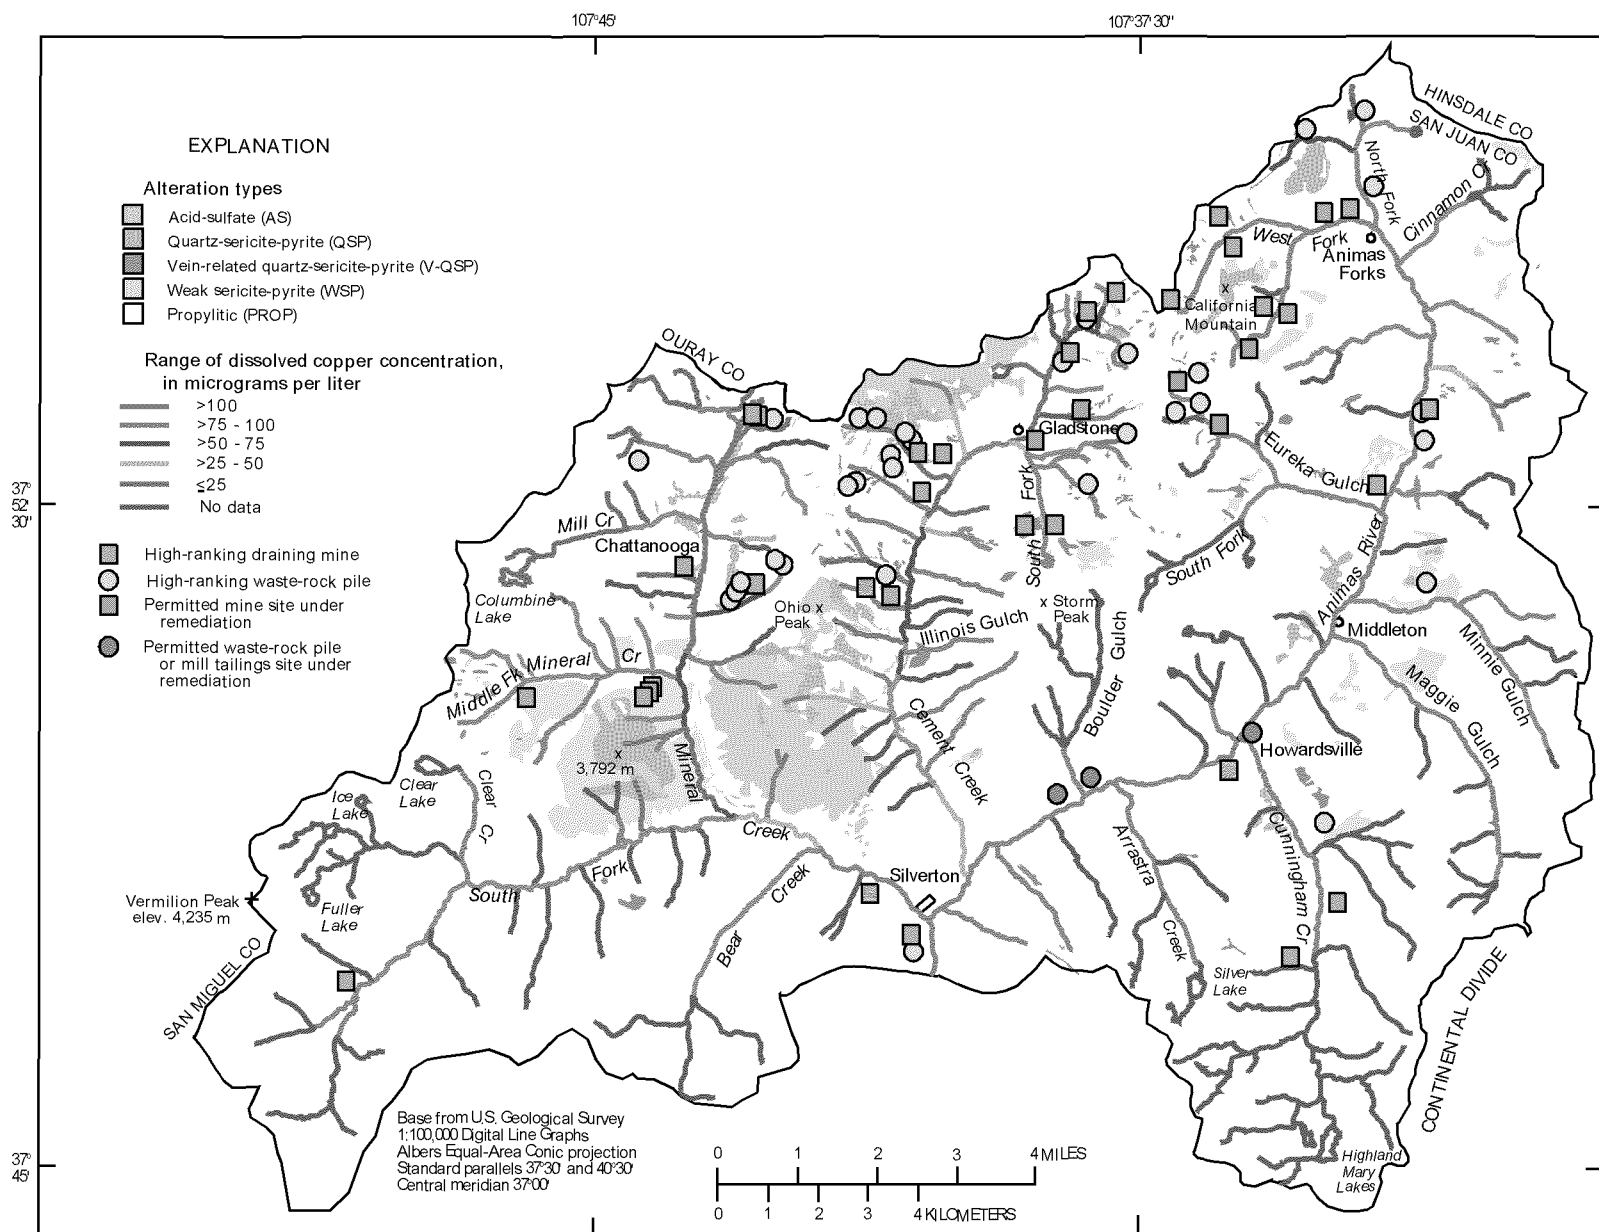 107°45'
107°37'30"
HINSDALE CO
SAN JUAN CO
EXPLANATION
Alteration types
Acid-sulfate (AS)
Quartz-sericite-pyrite (QSP)
Vein-related quartz-sericite-pyrite (V-QSP)
Weak sericite-pyrite (WSP)
Propylitic (PROP)
Range of dissolved copper concentration,
in micrograms per liter
>100
>75 - 100
>50 - 75
>25 - 50
≤25
No data
High-ranking draining mine
High-ranking waste-rock pile
Permitted mine site under
remediation
Permitted waste-rock pile
or mill tailings site under
remediation
North Fork
Cinnamon Cr
West Fork
Animas
Forks
x
California
Mountain
OURAY CO
Gladstone
Eureka Gulch
37°
52'
30"
Mill Cr
Chattanooga
South Fork
South Fork
Animas River
Columbine
Lake
Ohio x
Peak
x Storm
Peak
Illinois Gulch
Boulder Gulch
Middleton
Minnie Gulch
Maggie Gulch
Middle Fk Mineral Cr
Cement Creek
Howardsville
x
3,792 m
Mineral Creek
Clear
Lake
Clear Cr
Ice
Lake
Arrastra Creek
Cunningham Cr
South Fork
Bear Creek
Silverton
Vermilion Peak
elev. 4,235 m
Fuller
Lake
SAN MIGUEL CO
Silver
Lake
CONTINENTAL DIVIDE
Base from U.S. Geological Survey
1:100,000 Digital Line Graphs
Albers Equal-Area Conic projection
Standard parallels 37°30' and 40°30'
Central meridian 37°00'
0 1 2 3 4 MILES
0 1 2 3 4 KILOMETERS
37°
45'
Highland
Mary
Lakes